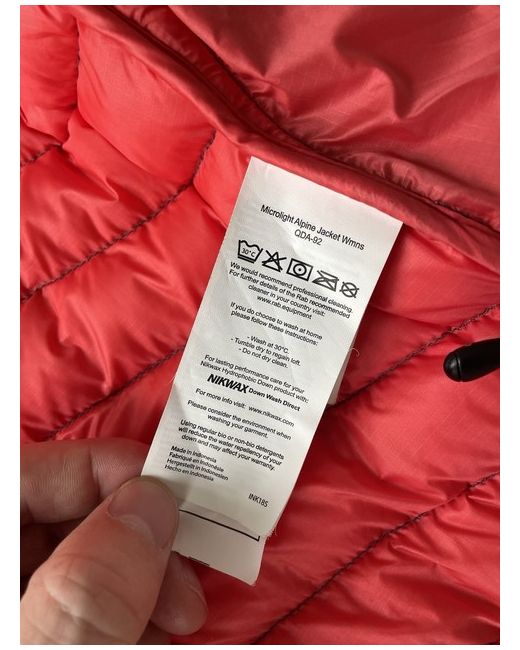 Microlight Alpine Jacket Wmns
QDA-92
30°C
We would recommend professional cleaning.
For further details of the Rab recommended
cleaner in your country visit:
www.rab.equipment
If you do choose to wash at home
please follow these instructions:
- Wash at 30°C.
- Tumble dry to regain loft.
- Do not dry clean.
For lasting performance care for your
Nikwax Hydrophobic Down product with:
NIKWAX Down Wash Direct
For more info visit: www.nikwax.com
Please consider the environment when
washing your garment.
Using regular bio or non-bio detergents
will reduce the water repellency of your
down and may affect your warranty.
Made in Indonesia
Fabriqué en Indonésie
Hergestellt in Indonesien
Hecho en Indonesia
INK185